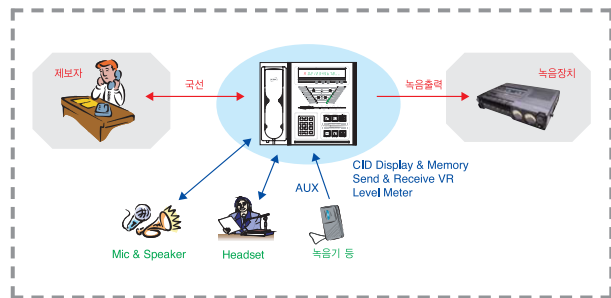 제보자
국선
녹음출력
녹음장치
CID Display & Memory
Send & Receive VR
Level Meter
AUX
Mic & Speaker
Headset
녹음기 등